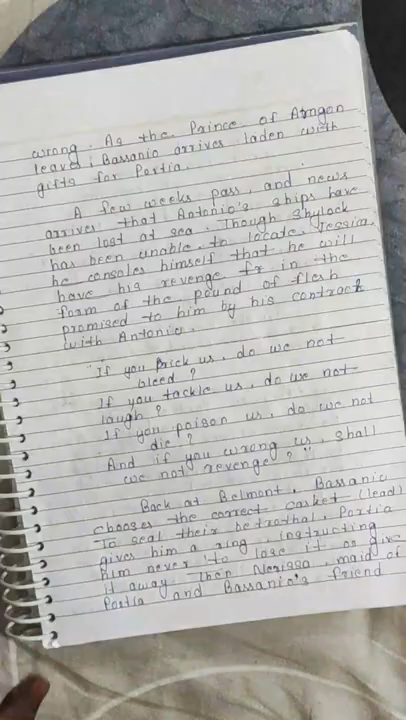 wrong. As the Prince of Arragon
leaves, Bassanio arrives laden with
gifts for Portia.
A few weeks pass, and news
arrives that Antonio's ships have
been lost at sea. Though Shylock
has been unable to locate Jessica,
he consoles himself that he will
have his revenge in the
form of the pound of flesh
promised to him by his contract
with Antonio.
"If you prick us, do we not
bleed?
If you tackle us, do we not
laugh?
If you poison us, do we not
die?
And if you wrong us, shall
we not revenge?"
Back at Belmont, Bassanio
chooses the correct casket (lead)
To seal their betrothal, Portia
gives him a ring, instructing
him never to lose it or give
it away. Then Nerissa, maid of
Portia and Bassanio's friend